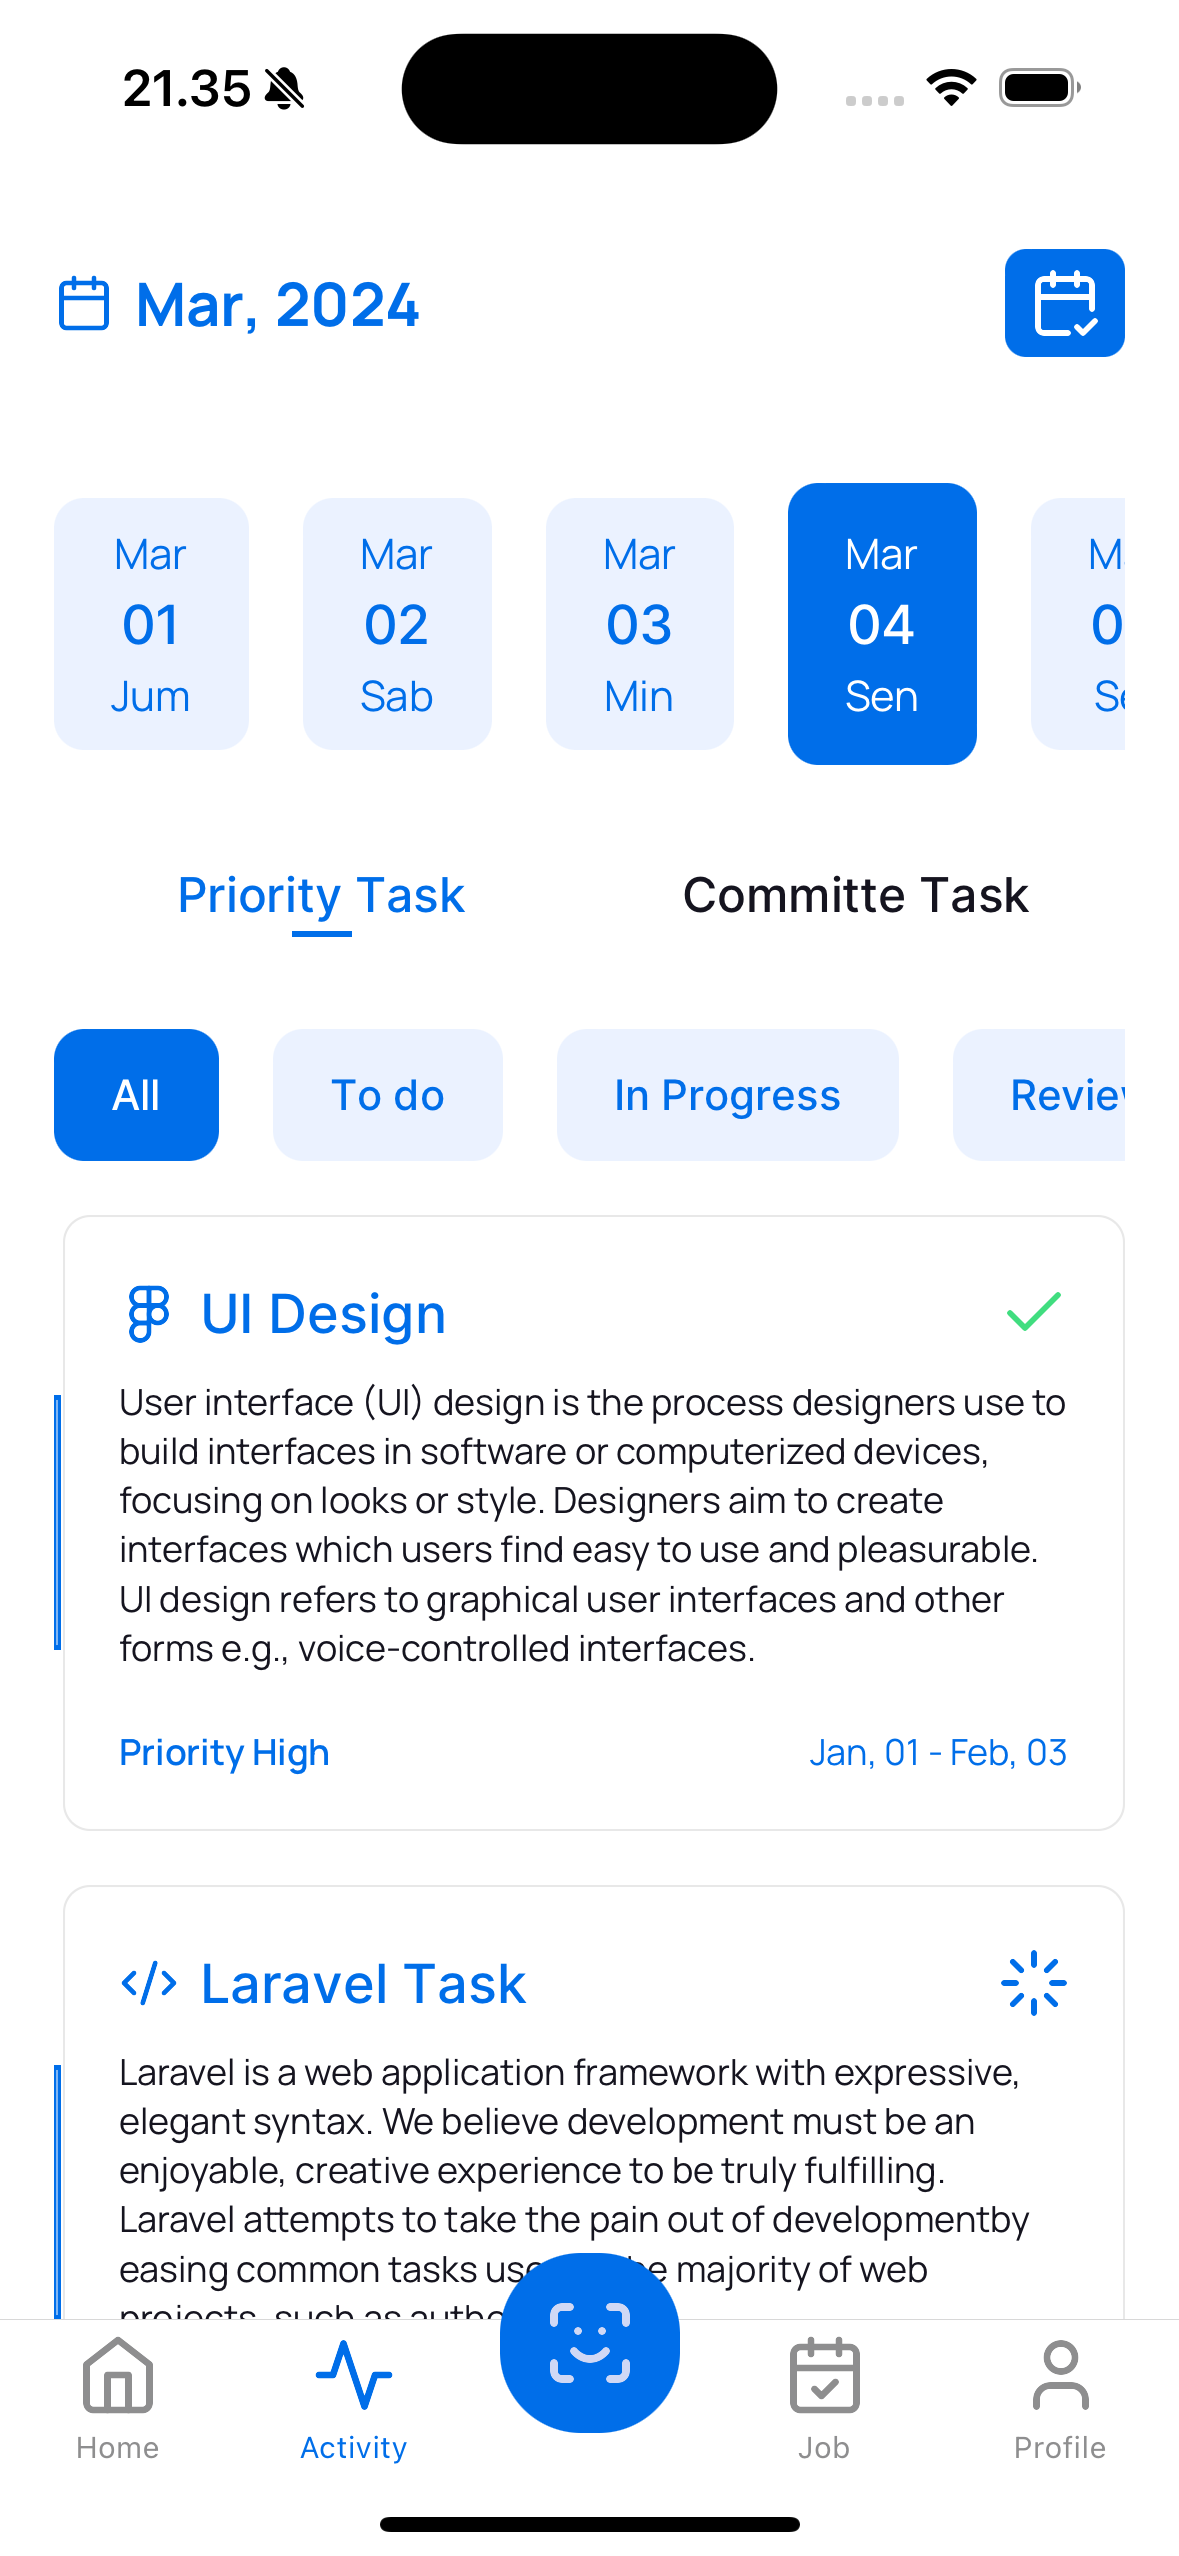 21.35
Mar, 2024
Mar Mar Mar Mar
01 02 03 04
Jum Sab Min Sen
Priority Task Committe Task
All To do In Progress
UI Design
User interface (UI) design is the process designers use to
build interfaces in software or computerized devices,
focusing on looks or style. Designers aim to create
interfaces which users find easy to use and pleasurable.
UI design refers to graphical user interfaces and other
forms e.g., voice-controlled interfaces.
Priority High Jan, 01 - Feb, 03
Laravel Task
Laravel is a web application framework with expressive,
elegant syntax. We believe development must be an
enjoyable, creative experience to be truly fulfilling.
Laravel attempts to take the pain out of developmentby
easing common tasks majority of web
projects, such as
Home Activity Job Profile